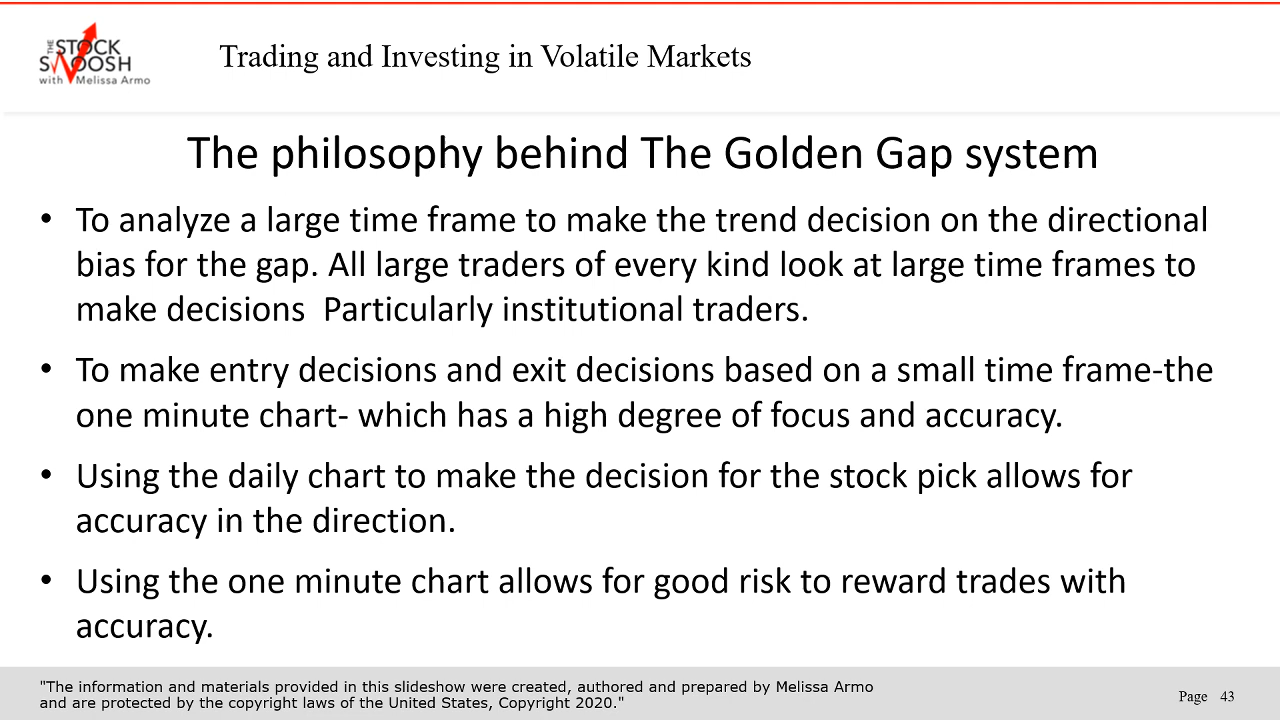 THE STOCK
SWOOSH
with Melissa Armo
Trading and Investing in Volatile Markets
The philosophy behind The Golden Gap system
• To analyze a large time frame to make the trend decision on the directional
bias for the gap. All large traders of every kind look at large time frames to
make decisions  Particularly institutional traders.
• To make entry decisions and exit decisions based on a small time frame-the
one minute chart- which has a high degree of focus and accuracy.
• Using the daily chart to make the decision for the stock pick allows for
accuracy in the direction.
• Using the one minute chart allows for good risk to reward trades with
accuracy.
"The information and materials provided in this slideshow were created, authored and prepared by Melissa Armo
and are protected by the copyright laws of the United States, Copyright 2020."
Page 43